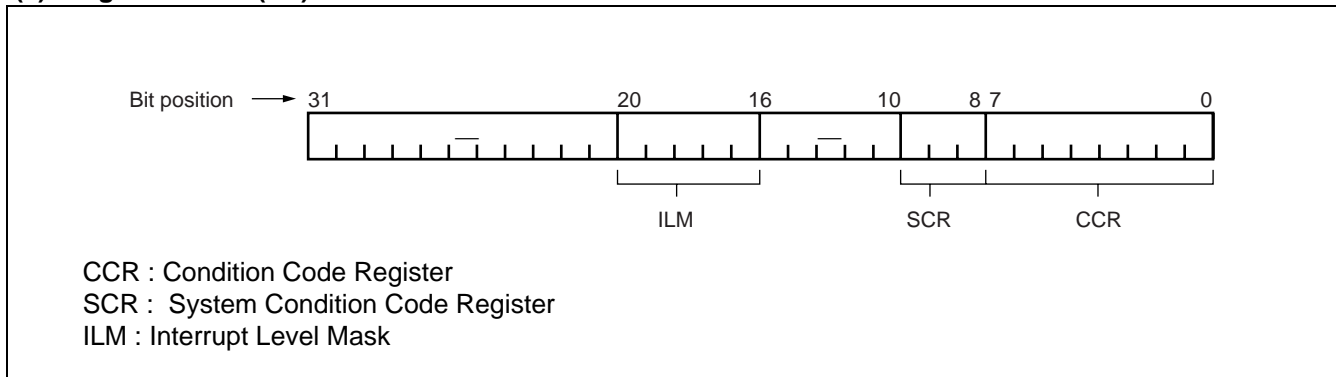 Bit position 31 20 16 10 8 7 0
— —
ILM SCR CCR
CCR : Condition Code Register
SCR : System Condition Code Register
ILM : Interrupt Level Mask